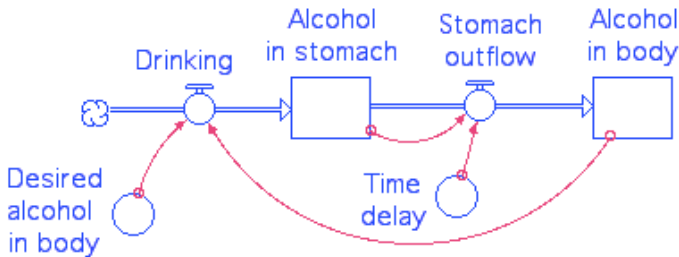 Drinking
Alcohol
in stomach
Stomach
outflow
Alcohol
in body
Desired
alcohol
in body
Time
delay